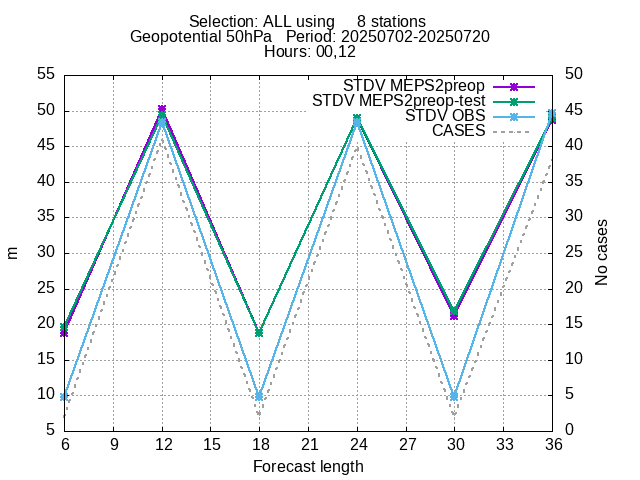 Selection: ALL using     8 stations
Geopotential 50hPa   Period: 20250702-20250720
Hours: 00,12
STDV MEPS2preop
STDV MEPS2preop-test
STDV OBS
CASES
55
50
45
40
35
30
25
20
15
10
5
m
50
45
40
35
30
25
20
15
10
5
0
No cases
6 9 12 15 18 21 24 27 30 33 36
Forecast length